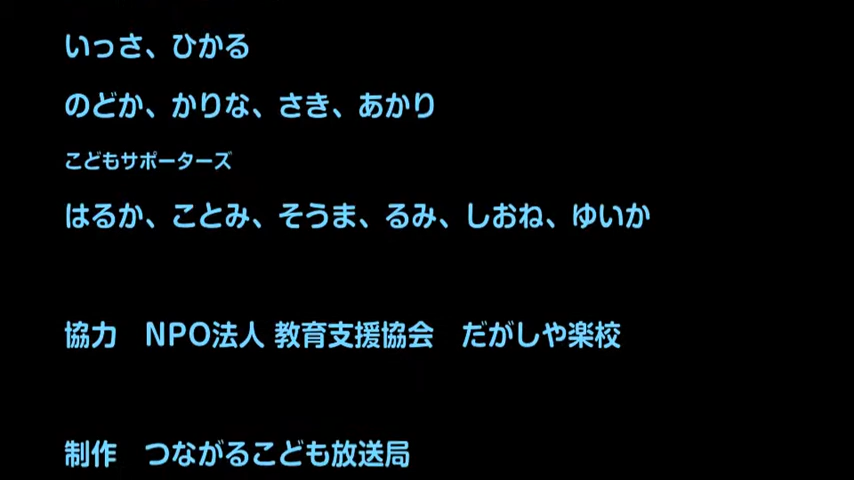 いっさ、ひかる
のどか、かりな、さき、あかり
こどもサポーターズ
はるか、ことみ、そうま、るみ、しおね、ゆいか
協力　NPO法人 教育支援協会　だがしや楽校
制作　つながるこども放送局